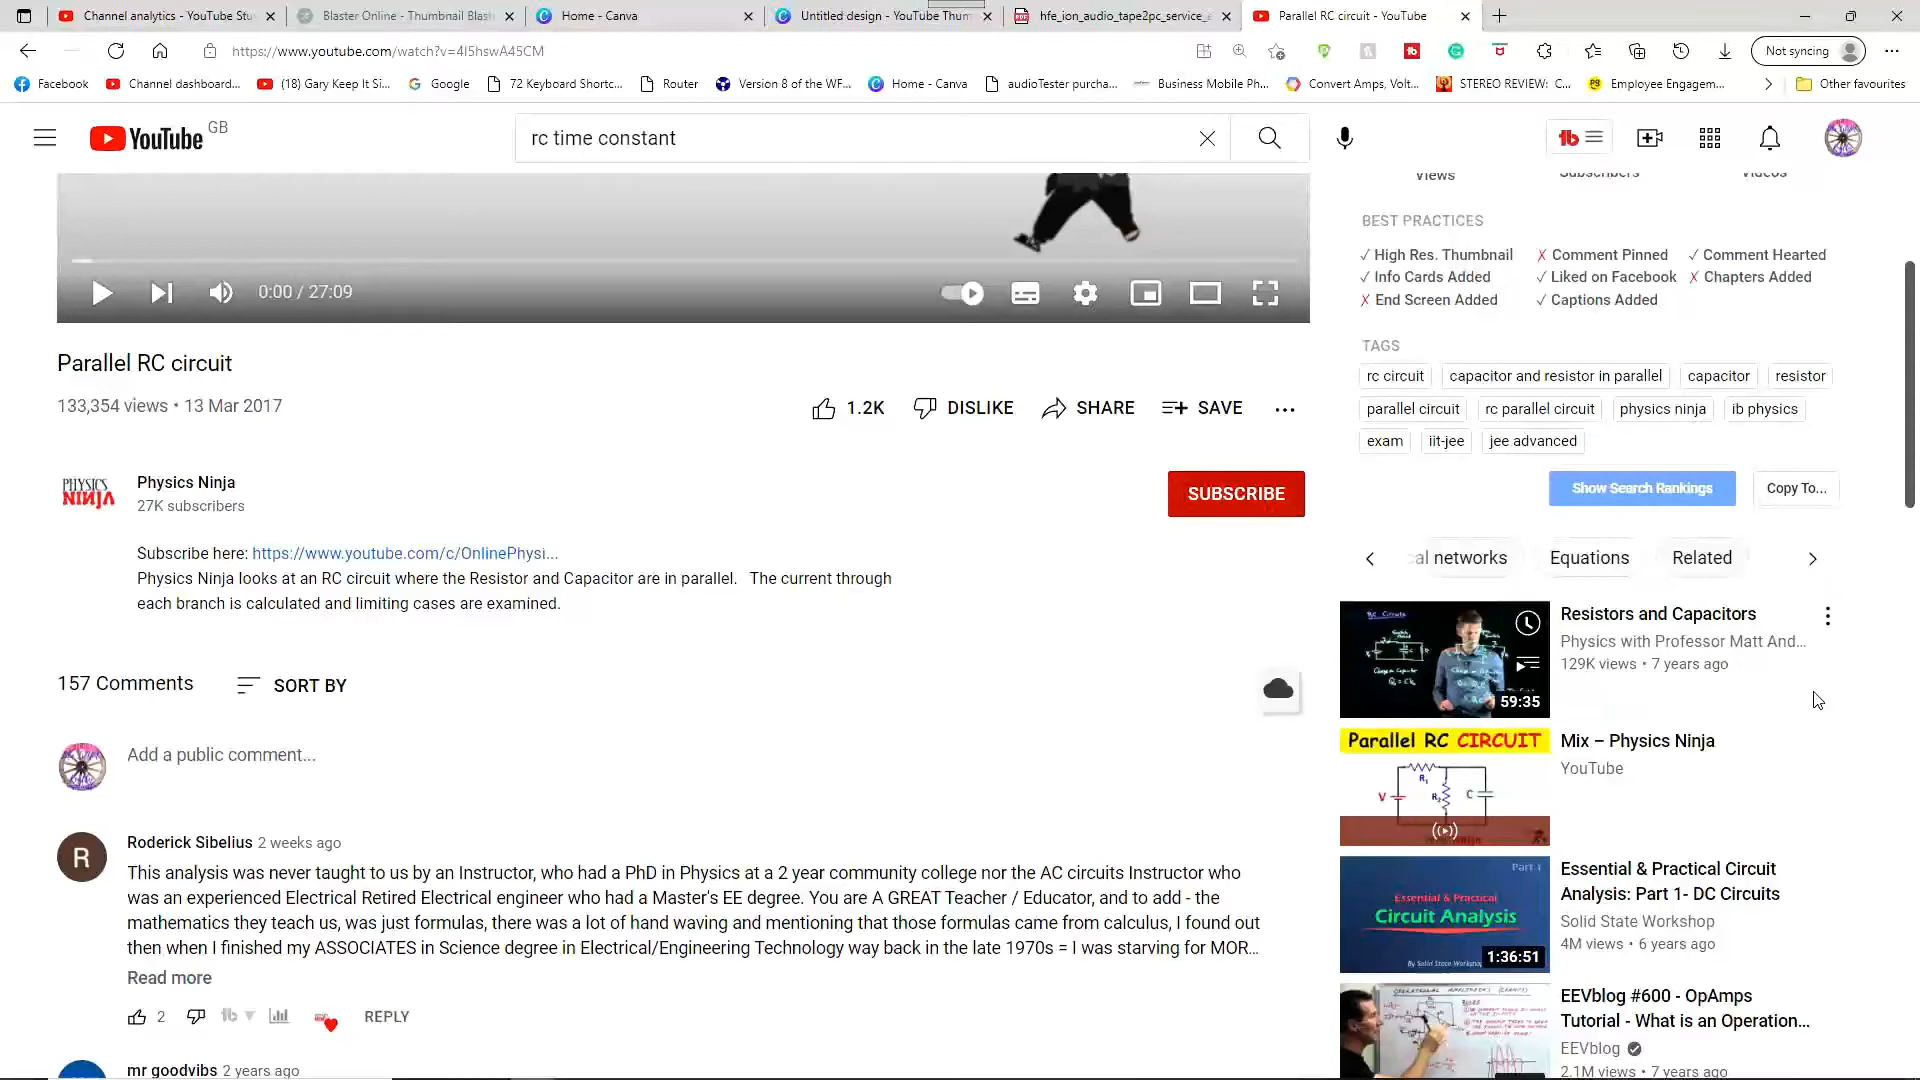 Channel analytics - YouTube Stu
Blaster Online - Thumbnail Blast
Home - Canva
Untitled design - YouTube Thum
hfe_ion_audio_tape2pc_service_
Parallel RC circuit - YouTube
https://www.youtube.com/watch?v=4I5hswA45CM
Not syncing
Facebook
Channel dashboard...
(18) Gary Keep It Si...
Google
72 Keyboard Shortc...
Router
Version 8 of the WF...
Home - Canva
audioTester purcha...
Business Mobile Ph...
Convert Amps, Volt...
STEREO REVIEW: C...
Employee Engagem...
Other favourites
YouTube GB
rc time constant
Views
Subscribers
Videos
BEST PRACTICES
✓ High Res. Thumbnail
✗ Comment Pinned
✓ Comment Hearted
✓ Info Cards Added
✓ Liked on Facebook
✗ Chapters Added
✗ End Screen Added
✓ Captions Added
0:00 / 27:09
TAGS
rc circuit
capacitor and resistor in parallel
capacitor
resistor
parallel circuit
rc parallel circuit
physics ninja
ib physics
exam
iit-jee
jee advanced
Show Search Rankings
Copy To...
Parallel RC circuit
133,354 views • 13 Mar 2017
1.2K
DISLIKE
SHARE
SAVE
PHYSICS
NINJA
Physics Ninja
27K subscribers
SUBSCRIBE
Subscribe here: https://www.youtube.com/c/OnlinePhysi...
Physics Ninja looks at an RC circuit where the Resistor and Capacitor are in parallel. The current through
each branch is calculated and limiting cases are examined.
157 Comments
SORT BY
Add a public comment...
Roderick Sibelius 2 weeks ago
This analysis was never taught to us by an Instructor, who had a PhD in Physics at a 2 year community college nor the AC circuits Instructor who
was an experienced Electrical Retired Electrical engineer who had a Master's EE degree. You are A GREAT Teacher / Educator, and to add - the
mathematics they teach us, was just formulas, there was a lot of hand waving and mentioning that those formulas came from calculus, I found out
then when I finished my ASSOCIATES in Science degree in Electrical/Engineering Technology way back in the late 1970s = I was starving for MOR...
Read more
2
REPLY
mr goodvibs 2 years ago
al networks
Equations
Related
RC Circuits
59:35
Resistors and Capacitors
Physics with Professor Matt And...
129K views • 7 years ago
Parallel RC CIRCUIT
R1
V
R2
C
Mix – Physics Ninja
YouTube
Part 1
Essential & Practical
Circuit Analysis
By Solid State Workshop
1:36:51
Essential & Practical Circuit
Analysis: Part 1- DC Circuits
Solid State Workshop
4M views • 6 years ago
EEVblog #600 - OpAmps
Tutorial - What is an Operation...
EEVblog
2.1M views • 7 years ago